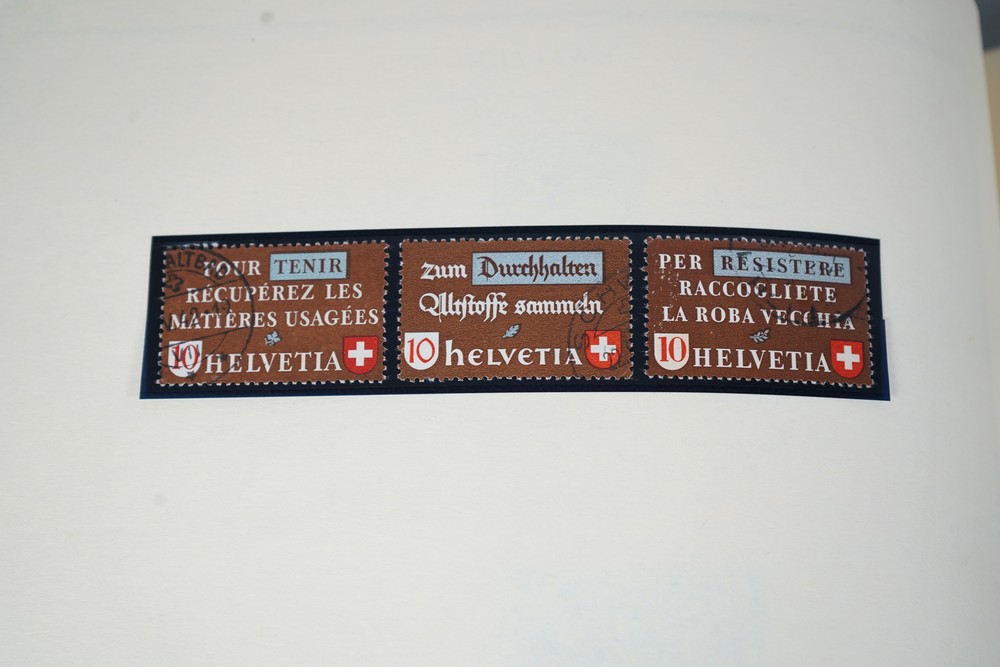 POUR TENIR
RÉCUPÉREZ LES
MATIÈRES USAGÉES
10 HELVETIA
zum Durchhalten
Altstoffe sammeln
10 HELVETIA
PER RESISTERE
RACCOGLIETE
LA ROBA VECCHIA
10 HELVETIA